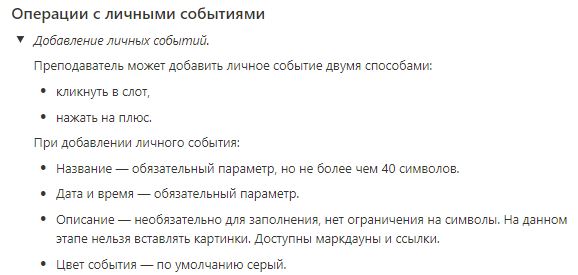 Операции с личными событиями
Добавление личных событий.
Преподаватель может добавить личное событие двумя способами:
• кликнуть в слот,
• нажать на плюс.
При добавлении личного события:
• Название — обязательный параметр, но не более чем 40 символов.
• Дата и время — обязательный параметр.
• Описание — необязательно для заполнения, нет ограничения на символы. На данном
этапе нельзя вставлять картинки. Доступны маркдауны и ссылки.
• Цвет события — по умолчанию серый.